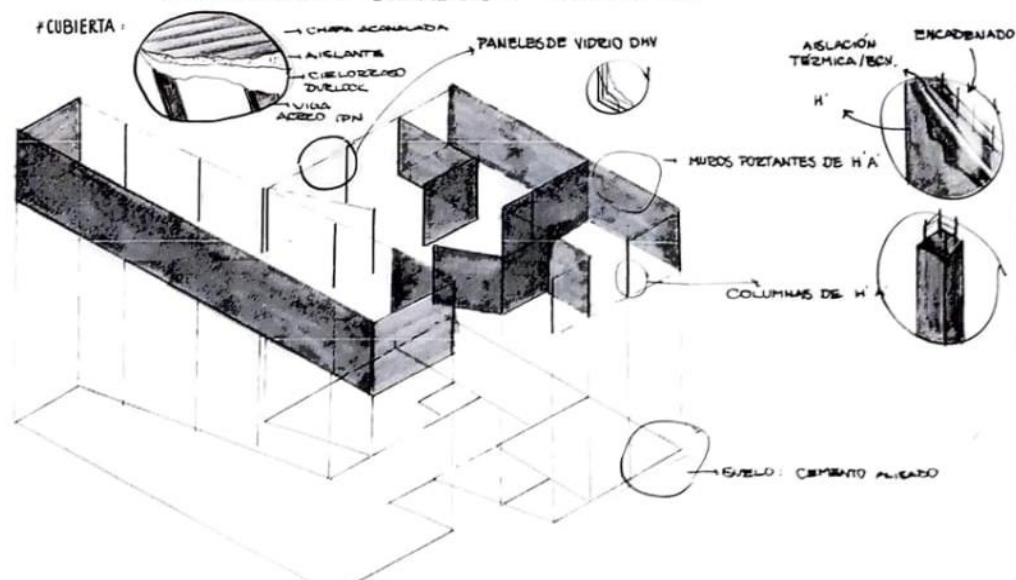 #CUBIERTA:
CHAPA ACANALADA
AISLANTE
CIELORRASO
DURLOCK
VIGA
ACERO IPN
PANELES DE VIDRIO DHV
AISLACIÓN
TÉRMICA/
ENCADENADO
H°
MUROS PORTANTES DE H°A°
COLUMNAS DE H°A°
SUELO: CEMENTO ALISADO